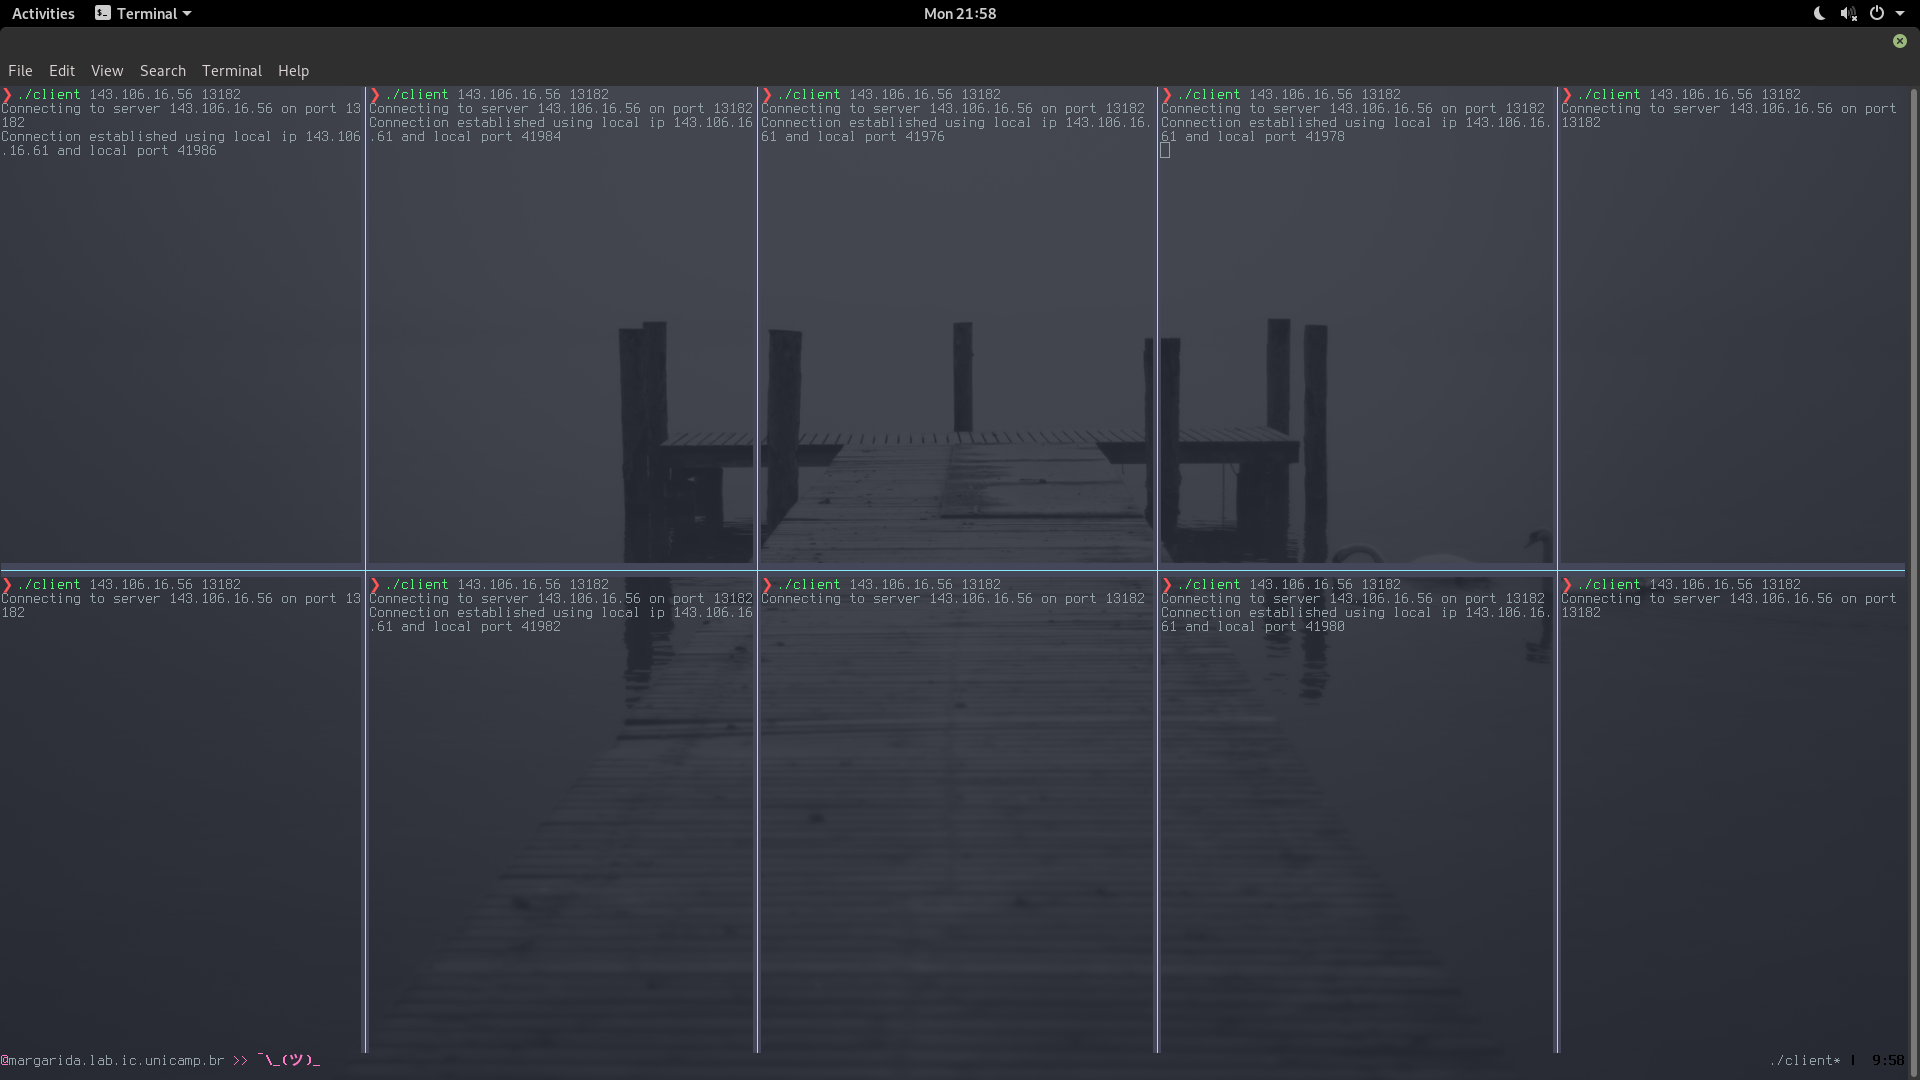 Activities Terminal Mon 21:58
File Edit View Search Terminal Help
❯ ./client 143.106.16.56 13182
Connecting to server 143.106.16.56 on port 13
182
Connection established using local ip 143.106
.16.61 and local port 41986
❯ ./client 143.106.16.56 13182
Connecting to server 143.106.16.56 on port 13182
Connection established using local ip 143.106.16
.61 and local port 41984
❯ ./client 143.106.16.56 13182
Connecting to server 143.106.16.56 on port 13182
Connection established using local ip 143.106.16.
61 and local port 41976
❯ ./client 143.106.16.56 13182
Connecting to server 143.106.16.56 on port 13182
Connection established using local ip 143.106.16.
61 and local port 41978
❯ ./client 143.106.16.56 13182
Connecting to server 143.106.16.56 on port
13182
❯ ./client 143.106.16.56 13182
Connecting to server 143.106.16.56 on port 13
182
❯ ./client 143.106.16.56 13182
Connecting to server 143.106.16.56 on port 13182
Connection established using local ip 143.106.16
.61 and local port 41982
❯ ./client 143.106.16.56 13182
Connecting to server 143.106.16.56 on port 13182
❯ ./client 143.106.16.56 13182
Connecting to server 143.106.16.56 on port 13182
Connection established using local ip 143.106.16.
61 and local port 41980
❯ ./client 143.106.16.56 13182
Connecting to server 143.106.16.56 on port
13182
@margarida.lab.ic.unicamp.br >> ¯\_(ツ)_ ./client* | 9:58